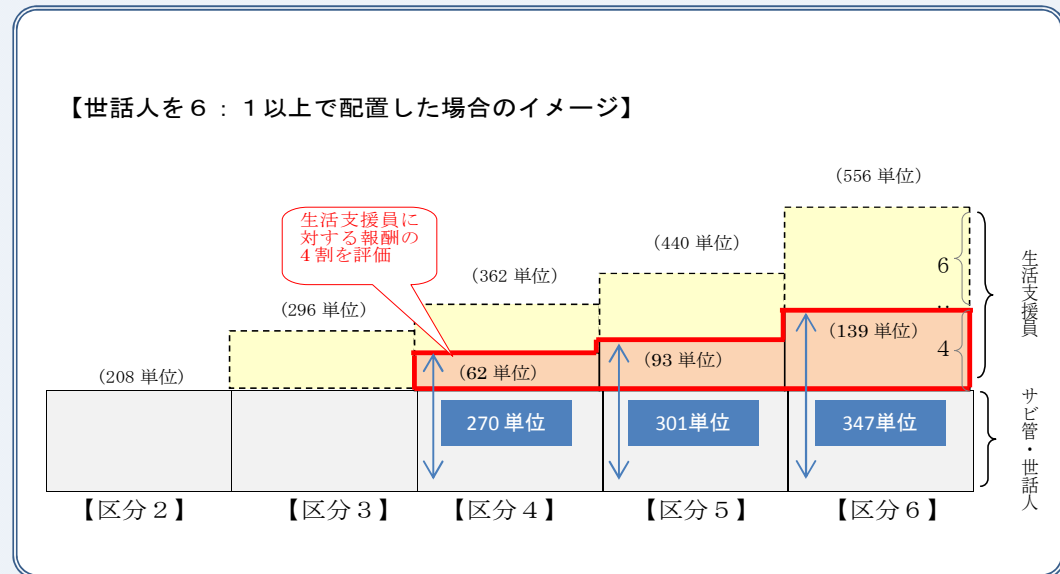 【世話人を６：１以上で配置した場合のイメージ】
(556 単位)
生活支援員に
対する報酬の
４割を評価
(440 単位)
(362 単位)
(296 単位)
(208 単位)
6
:
4
(62 単位)
(93 単位)
(139 単位)
270 単位
301単位
347単位
生活支援員
サビ管・世話人
【区分２】
【区分３】
【区分４】
【区分５】
【区分６】